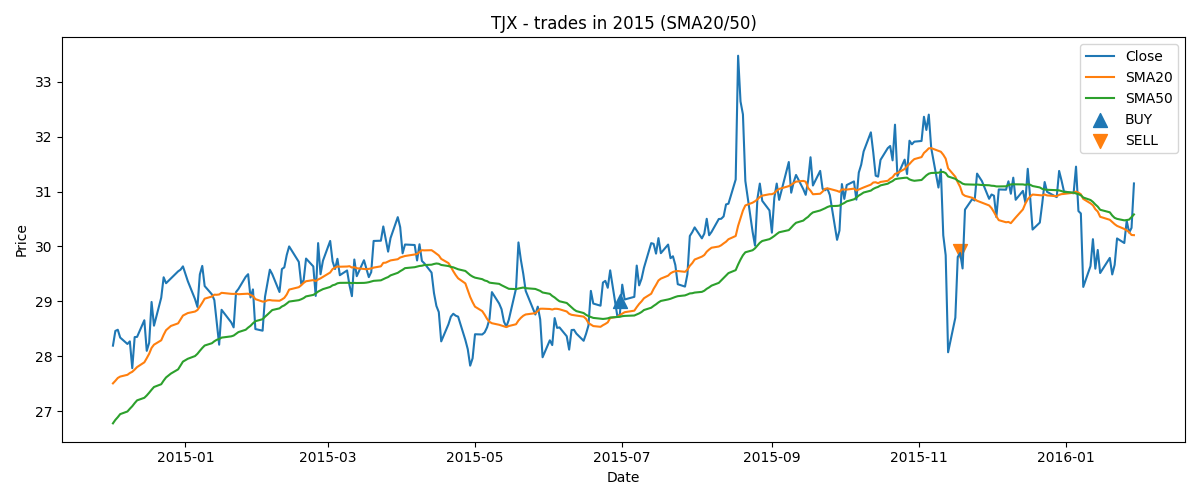 TJX - trades in 2015 (SMA20/50)
Close
SMA20
SMA50
BUY
SELL
Price
33
32
31
30
29
28
27
2015-01
2015-03
2015-05
2015-07
2015-09
2015-11
2016-01
Date